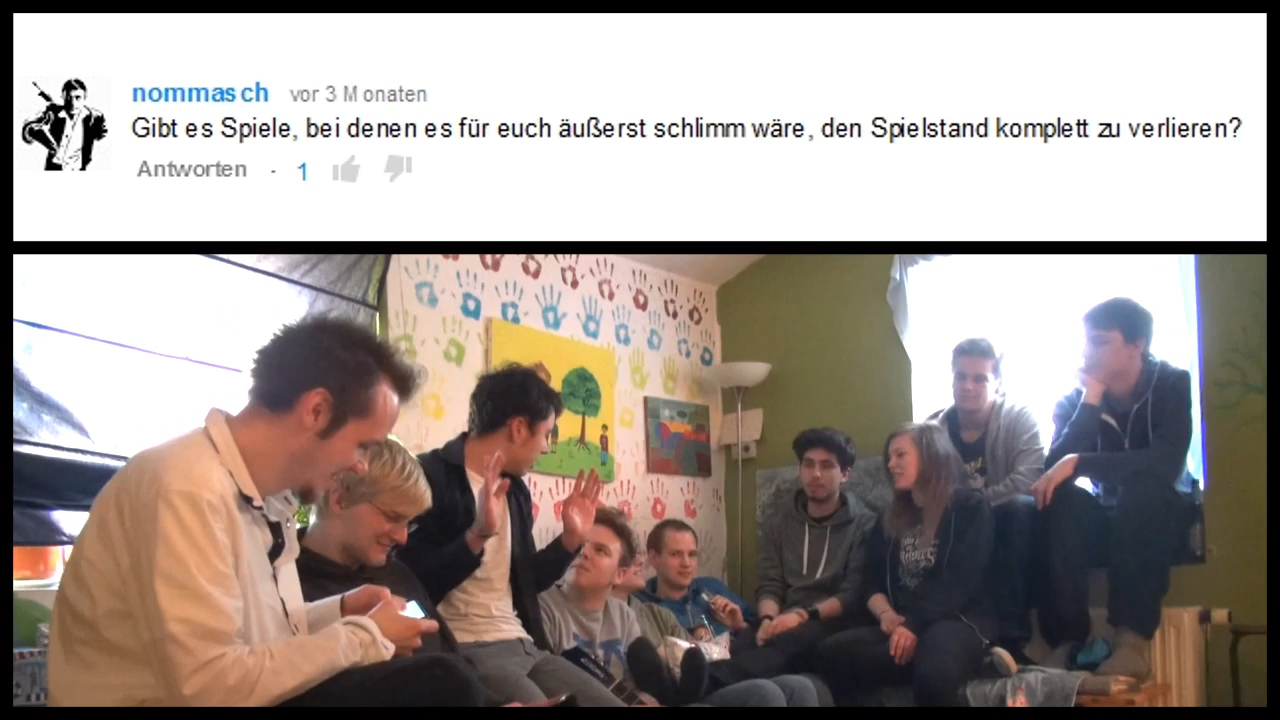 nommasch vor 3 Monaten
Gibt es Spiele, bei denen es für euch äußerst schlimm wäre, den Spielstand komplett zu verlieren?
Antworten · 1